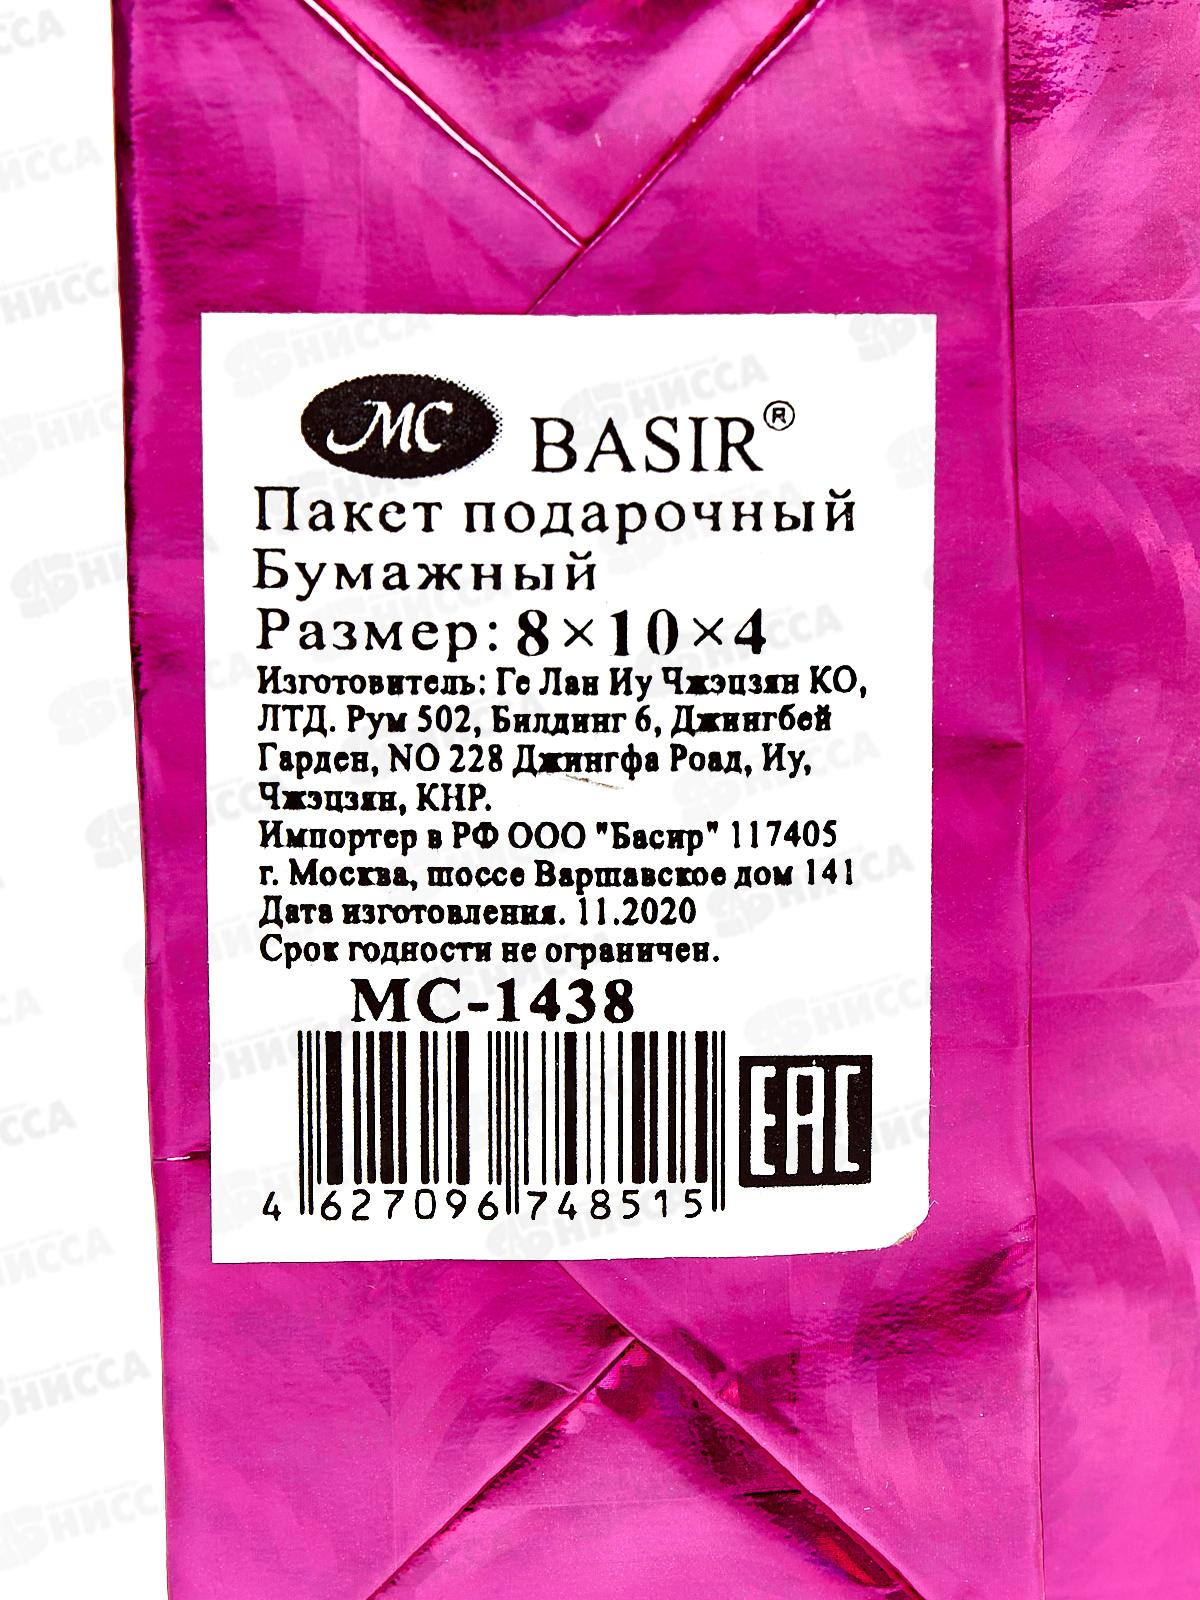 МС BASIR®
Пакет подарочный
Бумажный
Размер: 8×10×4
Изготовитель: Ге Лан Иу Чжэцзян КО,
ЛТД. Рум 502, Билдинг 6, Джингбей
Гарден, NO 228 Джингфа Роад, Иу,
Чжэцзян, КНР.
Импортер в РФ ООО "Басир" 117405
г. Москва, шоссе Варшавское дом 141
Дата изготовления. 11.2020
Срок годности не ограничен.
МС-1438
EAC
4 627096 748515